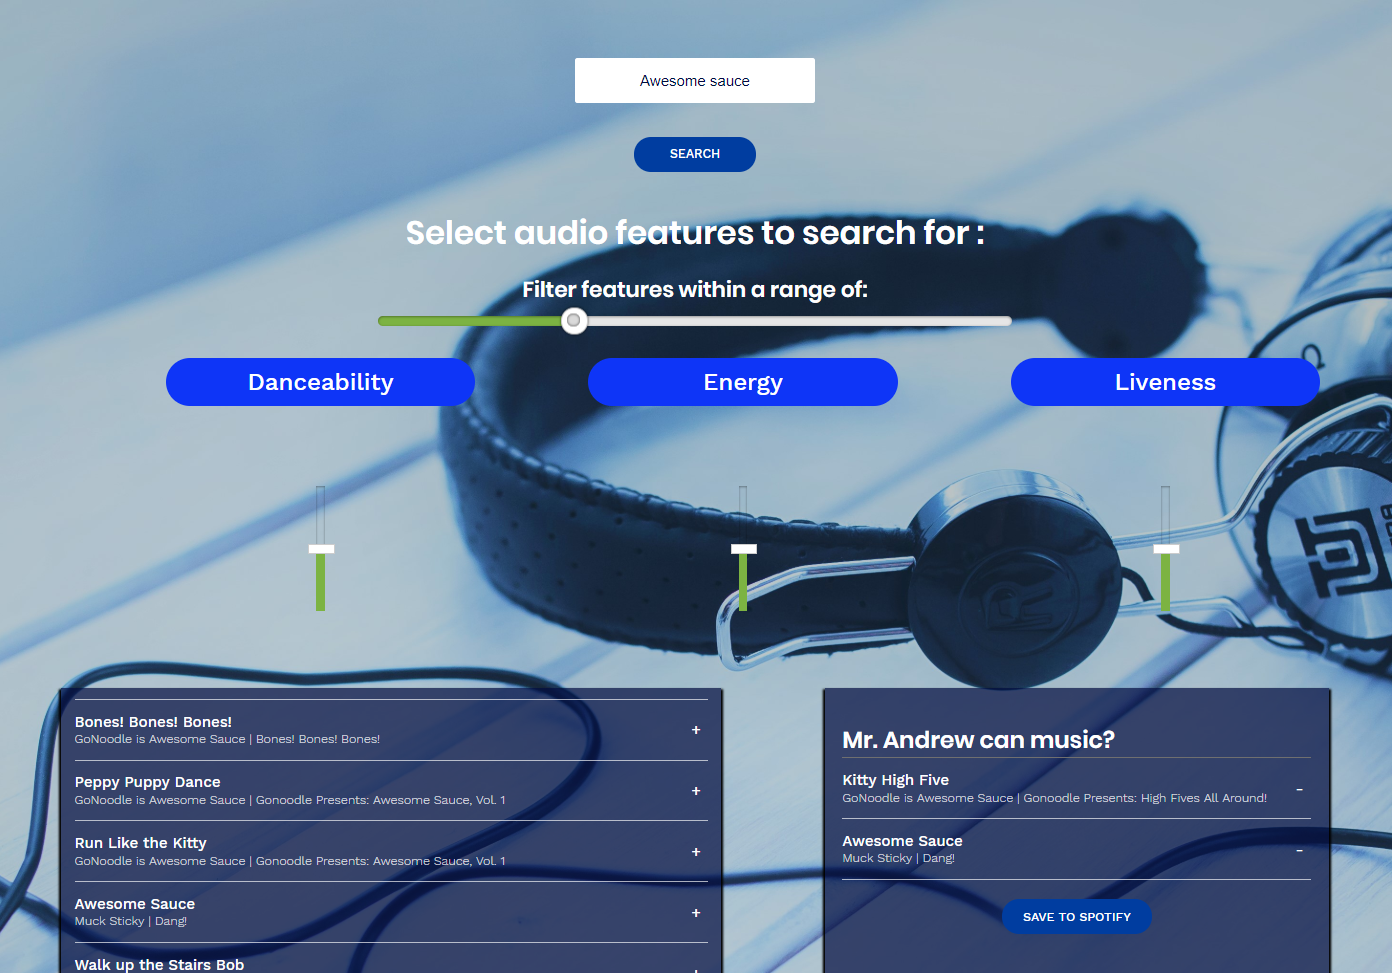 Awesome sauce
SEARCH
Select audio features to search for :
Filter features within a range of:
Danceability
Energy
Liveness
Bones! Bones! Bones!
GoNoodle is Awesome Sauce | Bones! Bones! Bones!
+
Peppy Puppy Dance
GoNoodle is Awesome Sauce | Gonoodle Presents: Awesome Sauce, Vol. 1
+
Run Like the Kitty
GoNoodle is Awesome Sauce | Gonoodle Presents: Awesome Sauce, Vol. 1
+
Awesome Sauce
Muck Sticky | Dang!
+
Walk up the Stairs Bob
Mr. Andrew can music?
Kitty High Five
GoNoodle is Awesome Sauce | Gonoodle Presents: High Fives All Around!
-
Awesome Sauce
Muck Sticky | Dang!
-
SAVE TO SPOTIFY